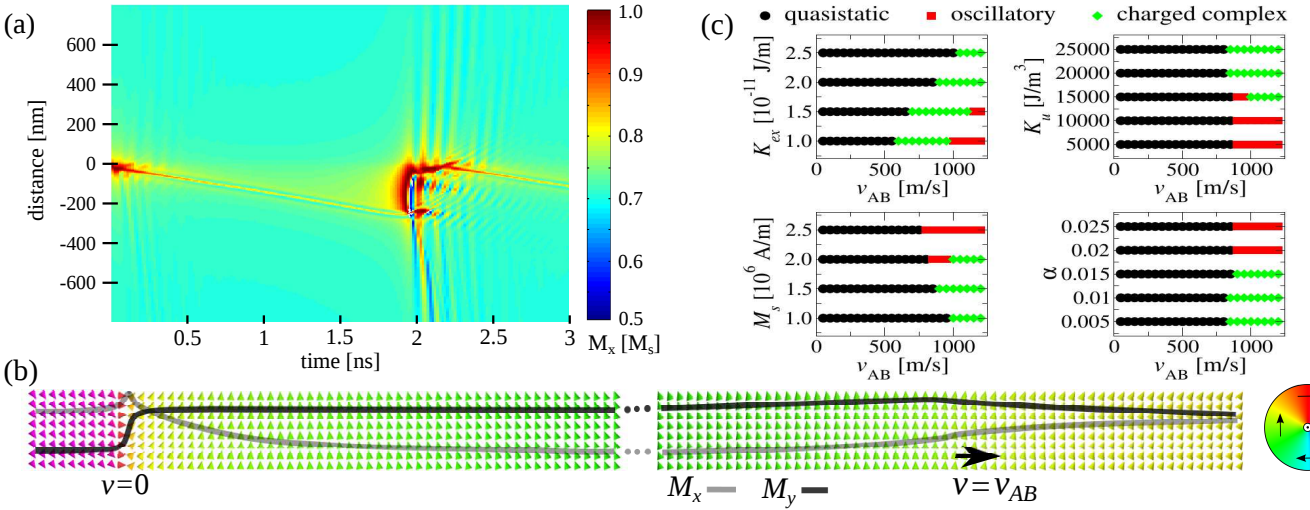 (a)
800
600
400
200
0
-200
-400
-600
distance [nm]
0.5
1
1.5
2
2.5
3
time [ns]
1.0
0.9
0.8
0.7
0.6
0.5
Mx [Ms]
(c)
quasistatic
oscillatory
charged complex
Kex [10-11 J/m]
2.5
2.0
1.5
1.0
0
500
1000
vAB [m/s]
Ku [J/m3]
25000
20000
15000
10000
5000
0
500
1000
vAB [m/s]
Ms [106 A/m]
2.5
2.0
1.5
1.0
0
500
1000
vAB [m/s]
α
0.025
0.02
0.015
0.01
0.005
0
500
1000
vAB [m/s]
(b)
v=0
Mx
My
v=vAB